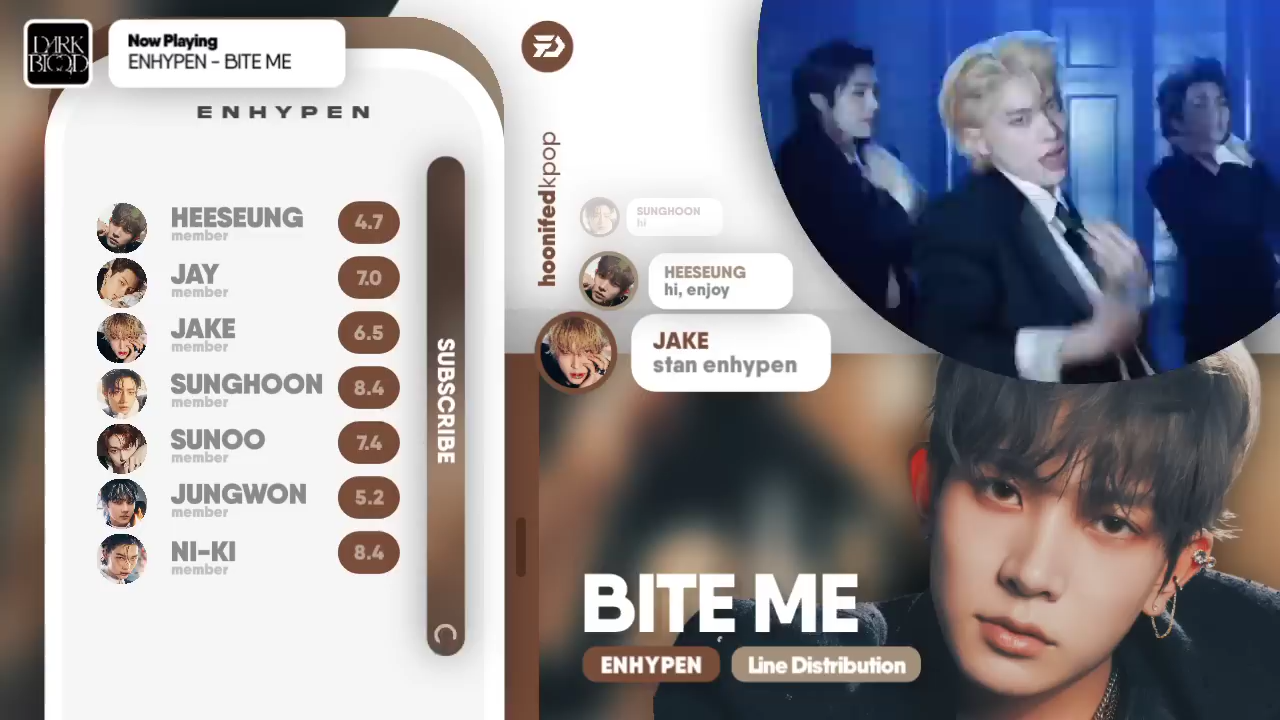 DARK
BLOOD
Now Playing
ENHYPEN - BITE ME
ENHYPEN
HEESEUNG
member
4.7
JAY
member
7.0
JAKE
member
6.5
SUNGHOON
member
8.4
SUNOO
member
7.4
JUNGWON
member
5.2
NI-KI
member
8.4
SUBSCRIBE
hoonifedkpop
SUNGHOON
hi
HEESEUNG
hi, enjoy
JAKE
stan enhypen
BITE ME
ENHYPEN
Line Distribution